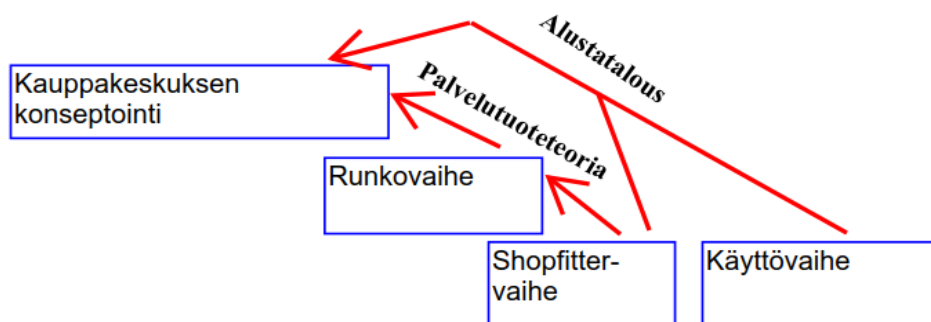 Alustatalous
Kauppakeskuksen
konseptointi
Palvelutuoteteoria
Runkovaihe
Shopfitter-
vaihe
Käyttövaihe